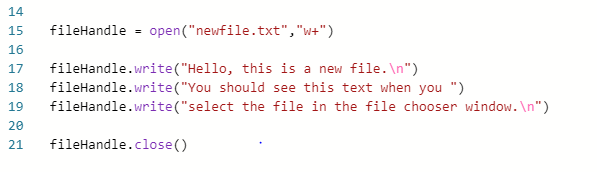 14
15 fileHandle = open("newfile.txt","w+")
16
17 fileHandle.write("Hello, this is a new file.\n")
18 fileHandle.write("You should see this text when you ")
19 fileHandle.write("select the file in the file chooser window.\n")
20
21 fileHandle.close()